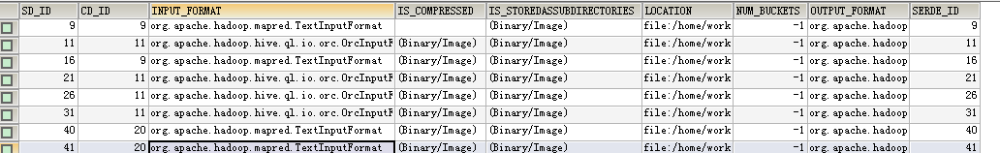 SD_ID CD_ID INPUT_FORMAT IS_COMPRESSED IS_STOREDASSUBDIRECTORIES LOCATION NUM_BUCKETS OUTPUT_FORMAT SERDE_ID
9 9 org.apache.hadoop.mapred.TextInputFormat (Binary/Image) file:/home/work -1 org.apache.hadoop 9
11 11 org.apache.hadoop.hive.ql.io.orc.OrcInputF (Binary/Image) (Binary/Image) file:/home/work -1 org.apache.hadoop 11
16 9 org.apache.hadoop.mapred.TextInputFormat (Binary/Image) (Binary/Image) file:/home/work -1 org.apache.hadoop 16
21 11 org.apache.hadoop.hive.ql.io.orc.OrcInputF (Binary/Image) (Binary/Image) file:/home/work -1 org.apache.hadoop 21
26 11 org.apache.hadoop.hive.ql.io.orc.OrcInputF (Binary/Image) (Binary/Image) file:/home/work -1 org.apache.hadoop 26
31 11 org.apache.hadoop.hive.ql.io.orc.OrcInputF (Binary/Image) (Binary/Image) file:/home/work -1 org.apache.hadoop 31
40 20 org.apache.hadoop.mapred.TextInputFormat (Binary/Image) (Binary/Image) file:/home/work -1 org.apache.hadoop 40
41 20 org.apache.hadoop.mapred.TextInputFormat (Binary/Image) (Binary/Image) file:/home/work -1 org.apache.hadoop 41